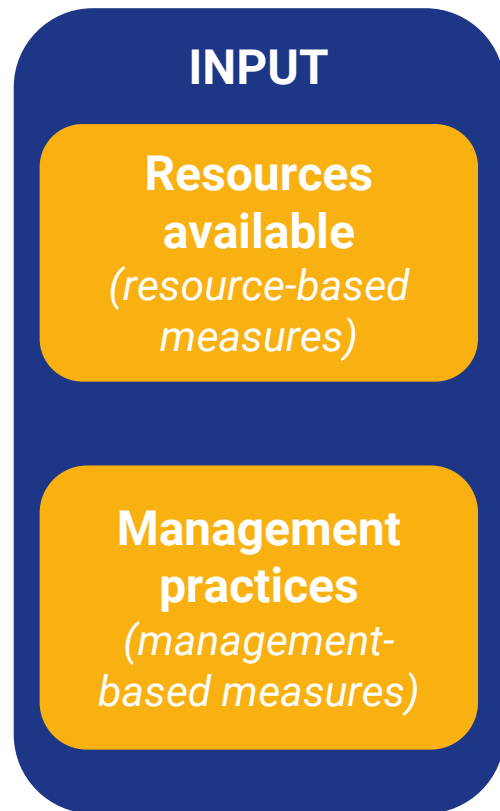 INPUT
Resources
available
(resource-based
measures)
Management
practices
(management-
based measures)